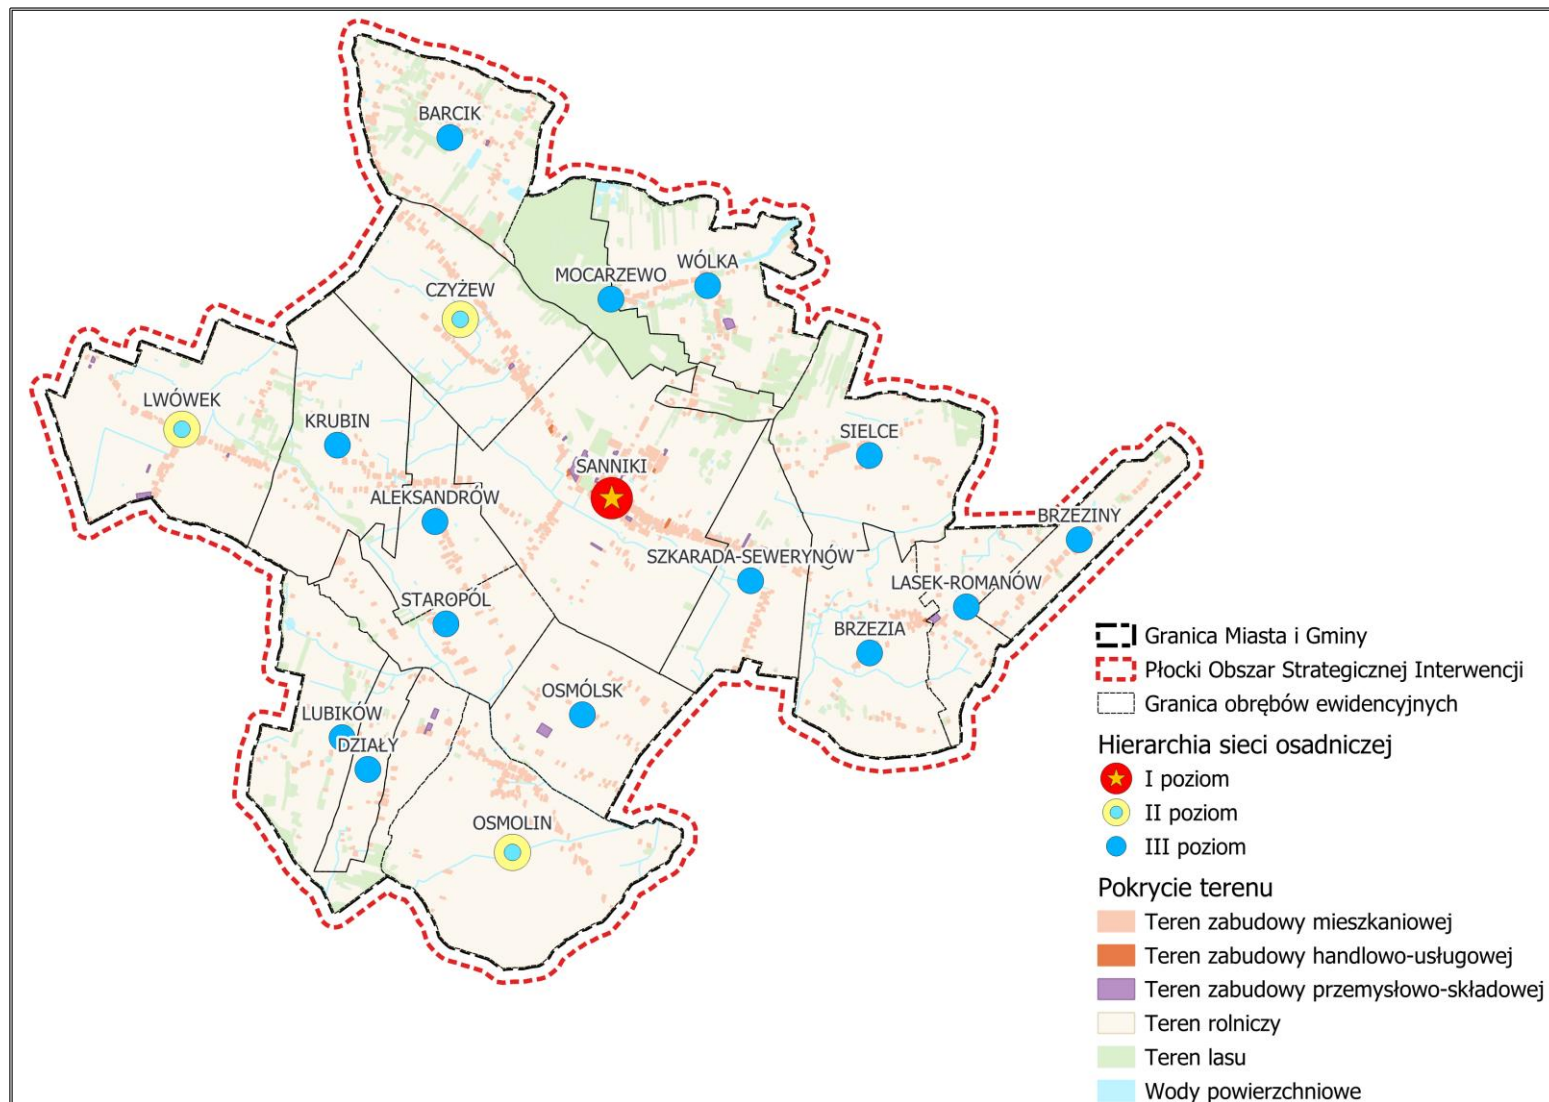 BARCIK
MOCARZEWO
WÓLKA
CZYŻEW
LWÓWEK
KRUBIN
SIELCE
SANNIKI
ALEKSANDRÓW
BRZEZINY
SZKARADA-SEWERYNÓW
LASEK-ROMANÓW
STAROPÓL
BRZEZIA
OSMÓLSK
LUBIKÓW
DZIAŁY
OSMOLIN
Granica Miasta i Gminy
Płocki Obszar Strategicznej Interwencji
Granica obrębów ewidencyjnych
Hierarchia sieci osadniczej
I poziom
II poziom
III poziom
Pokrycie terenu
Teren zabudowy mieszkaniowej
Teren zabudowy handlowo-usługowej
Teren zabudowy przemysłowo-składowej
Teren rolniczy
Teren lasu
Wody powierzchniowe